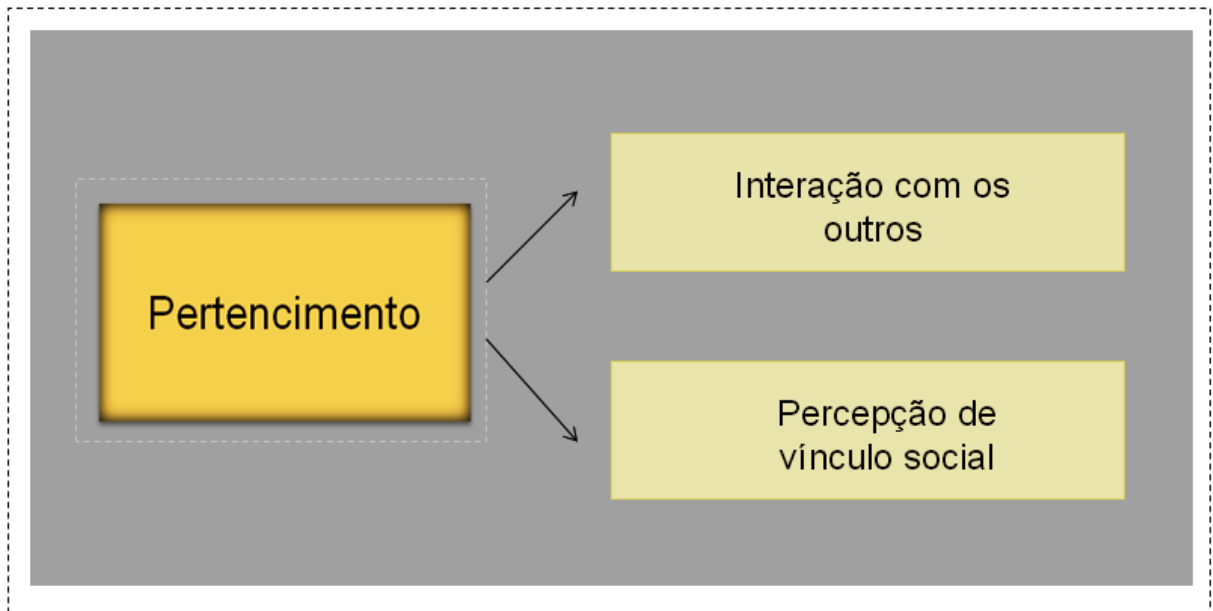 Pertencimento
Interação com os
outros
Percepção de
vínculo social